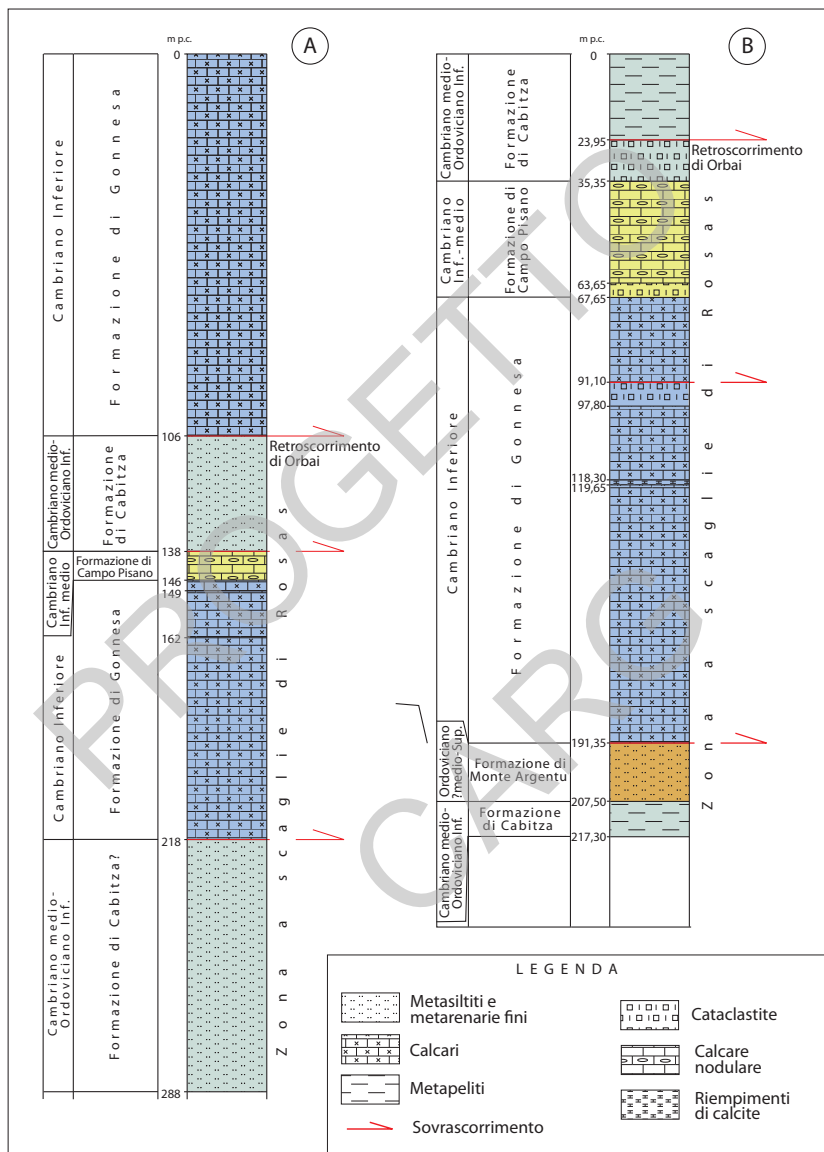 m p.c.
A
0
Cambriano Inferiore
Formazione di Gonnesa
106
Retroscorrimento
di Orbai
Cambriano medio-
Ordoviciano Inf.
Formazione
di Cabitza
138
Cambriano
Inf. medio
Formazione di
Campo Pisano
146
149
162
Cambriano Inferiore
Formazione di Gonnesa
218
Cambriano medio-
Ordoviciano Inf.
Formazione di Cabitza?
288
Zona a scaglie di Rosas
m p.c.
B
0
Cambriano medio-
Ordoviciano Inf.
Formazione
di Cabitza
23,95
Retroscorrimento
di Orbai
35,35
Cambriano
Inf.-medio
Formazione di
Campo Pisano
63,65
67,65
Cambriano Inferiore
Formazione di Gonnesa
91,10
97,80
118,30
119,65
191,35
Ordoviciano
?medio-Sup.
Formazione di
Monte Argentu
207,50
Cambriano medio-
Ordoviciano Inf.
Formazione
di Cabitza
217,30
Zona a scaglie di Rosas
PROGETTO
CARG
LEGENDA
Metasiltiti e
metarenarie fini
Calcari
Metapeliti
Sovrascorrimento
Cataclastite
Calcare
nodulare
Riempimenti
di calcite